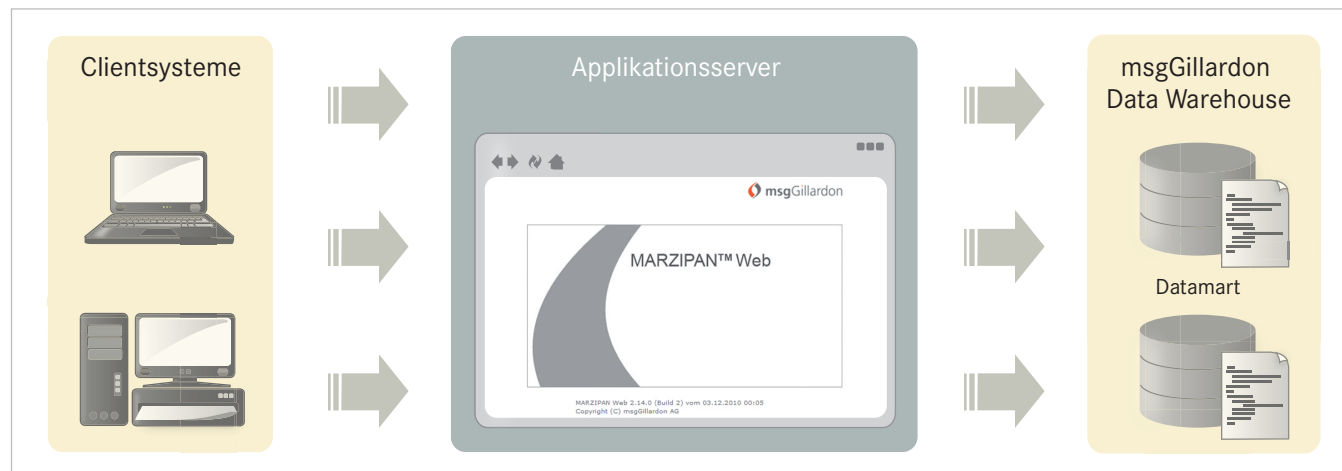 Clientsysteme
Applikationsserver
msgGillardon
Data Warehouse
msgGillardon
MARZIPAN™ Web
MARZIPAN Web 2.14.0 (Build 2) vom 03.12.2010 00:05
Copyright (C) msgGillardon AG
Datamart